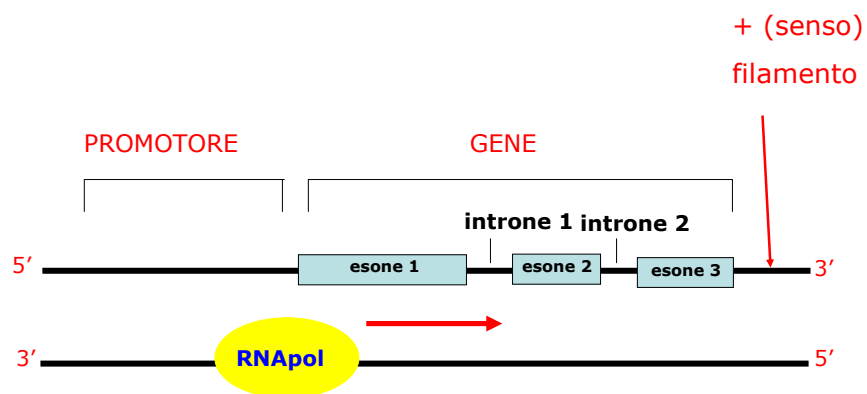 + (senso)
filamento
PROMOTORE
GENE
introne 1 introne 2
5′
esone 1
esone 2
esone 3
3′
3′
RNApol
5′